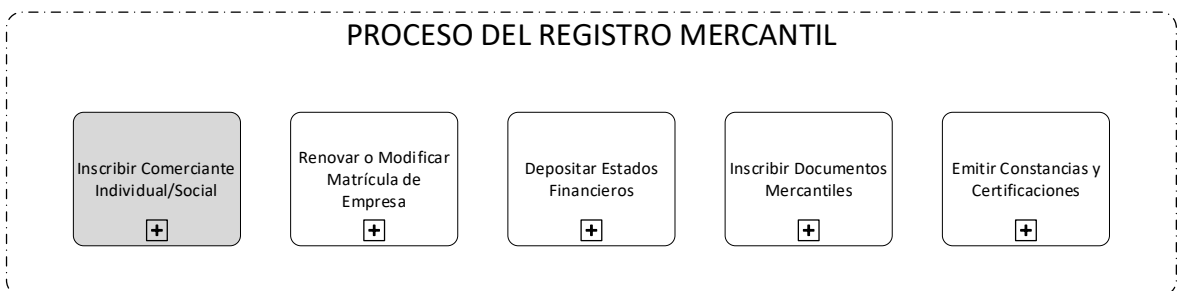 PROCESO DEL REGISTRO MERCANTIL
Inscribir Comerciante
Individual/Social
Renovar o Modificar
Matrícula de
Empresa
Depositar Estados
Financieros
Inscribir Documentos
Mercantiles
Emitir Constancias y
Certificaciones